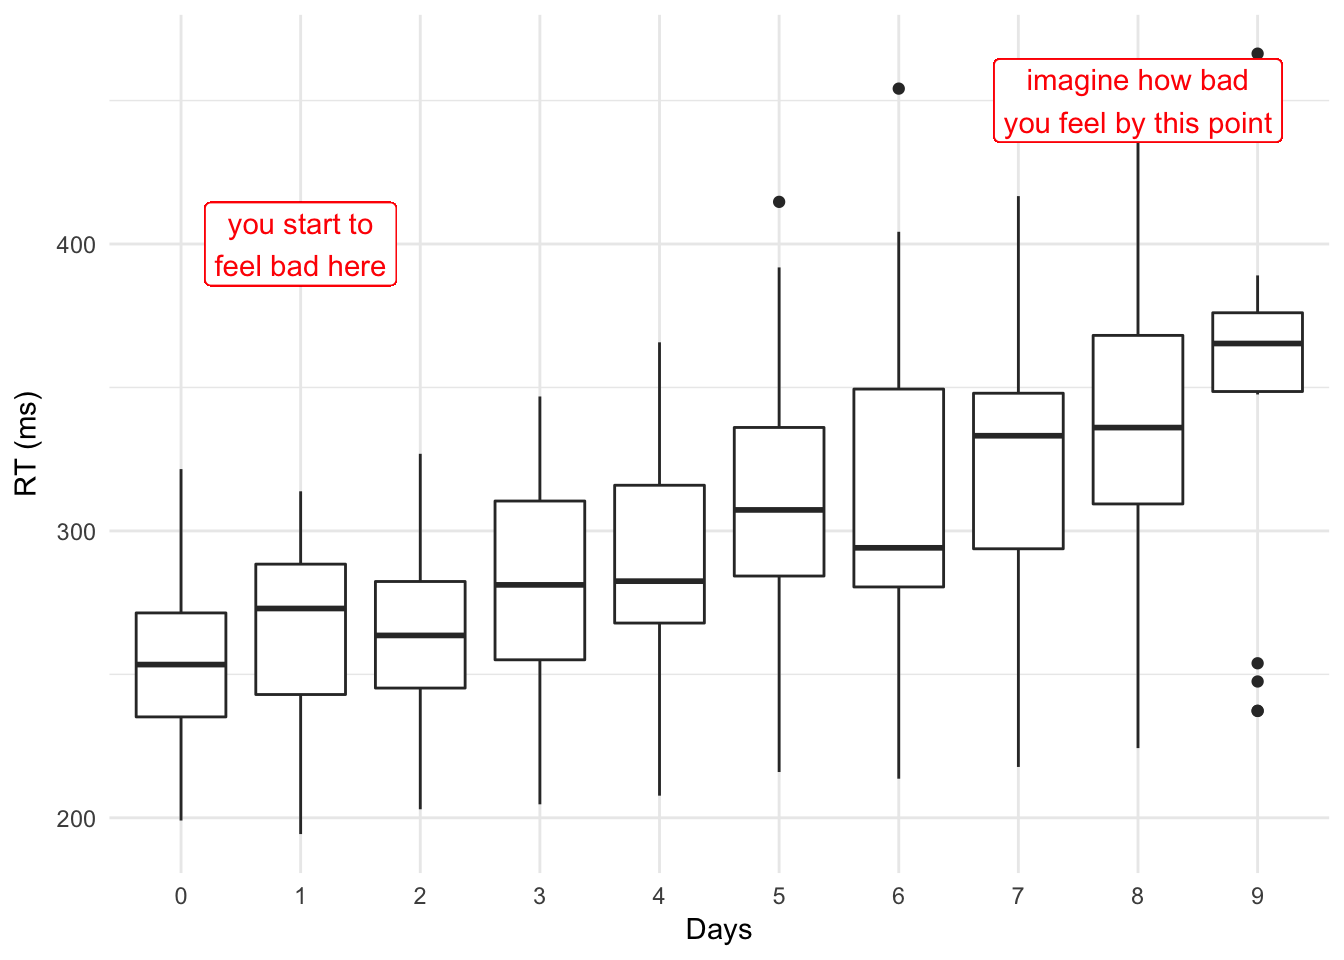 imagine how bad
you feel by this point
you start to
feel bad here
400
300
200
RT (ms)
0 1 2 3 4 5 6 7 8 9
Days